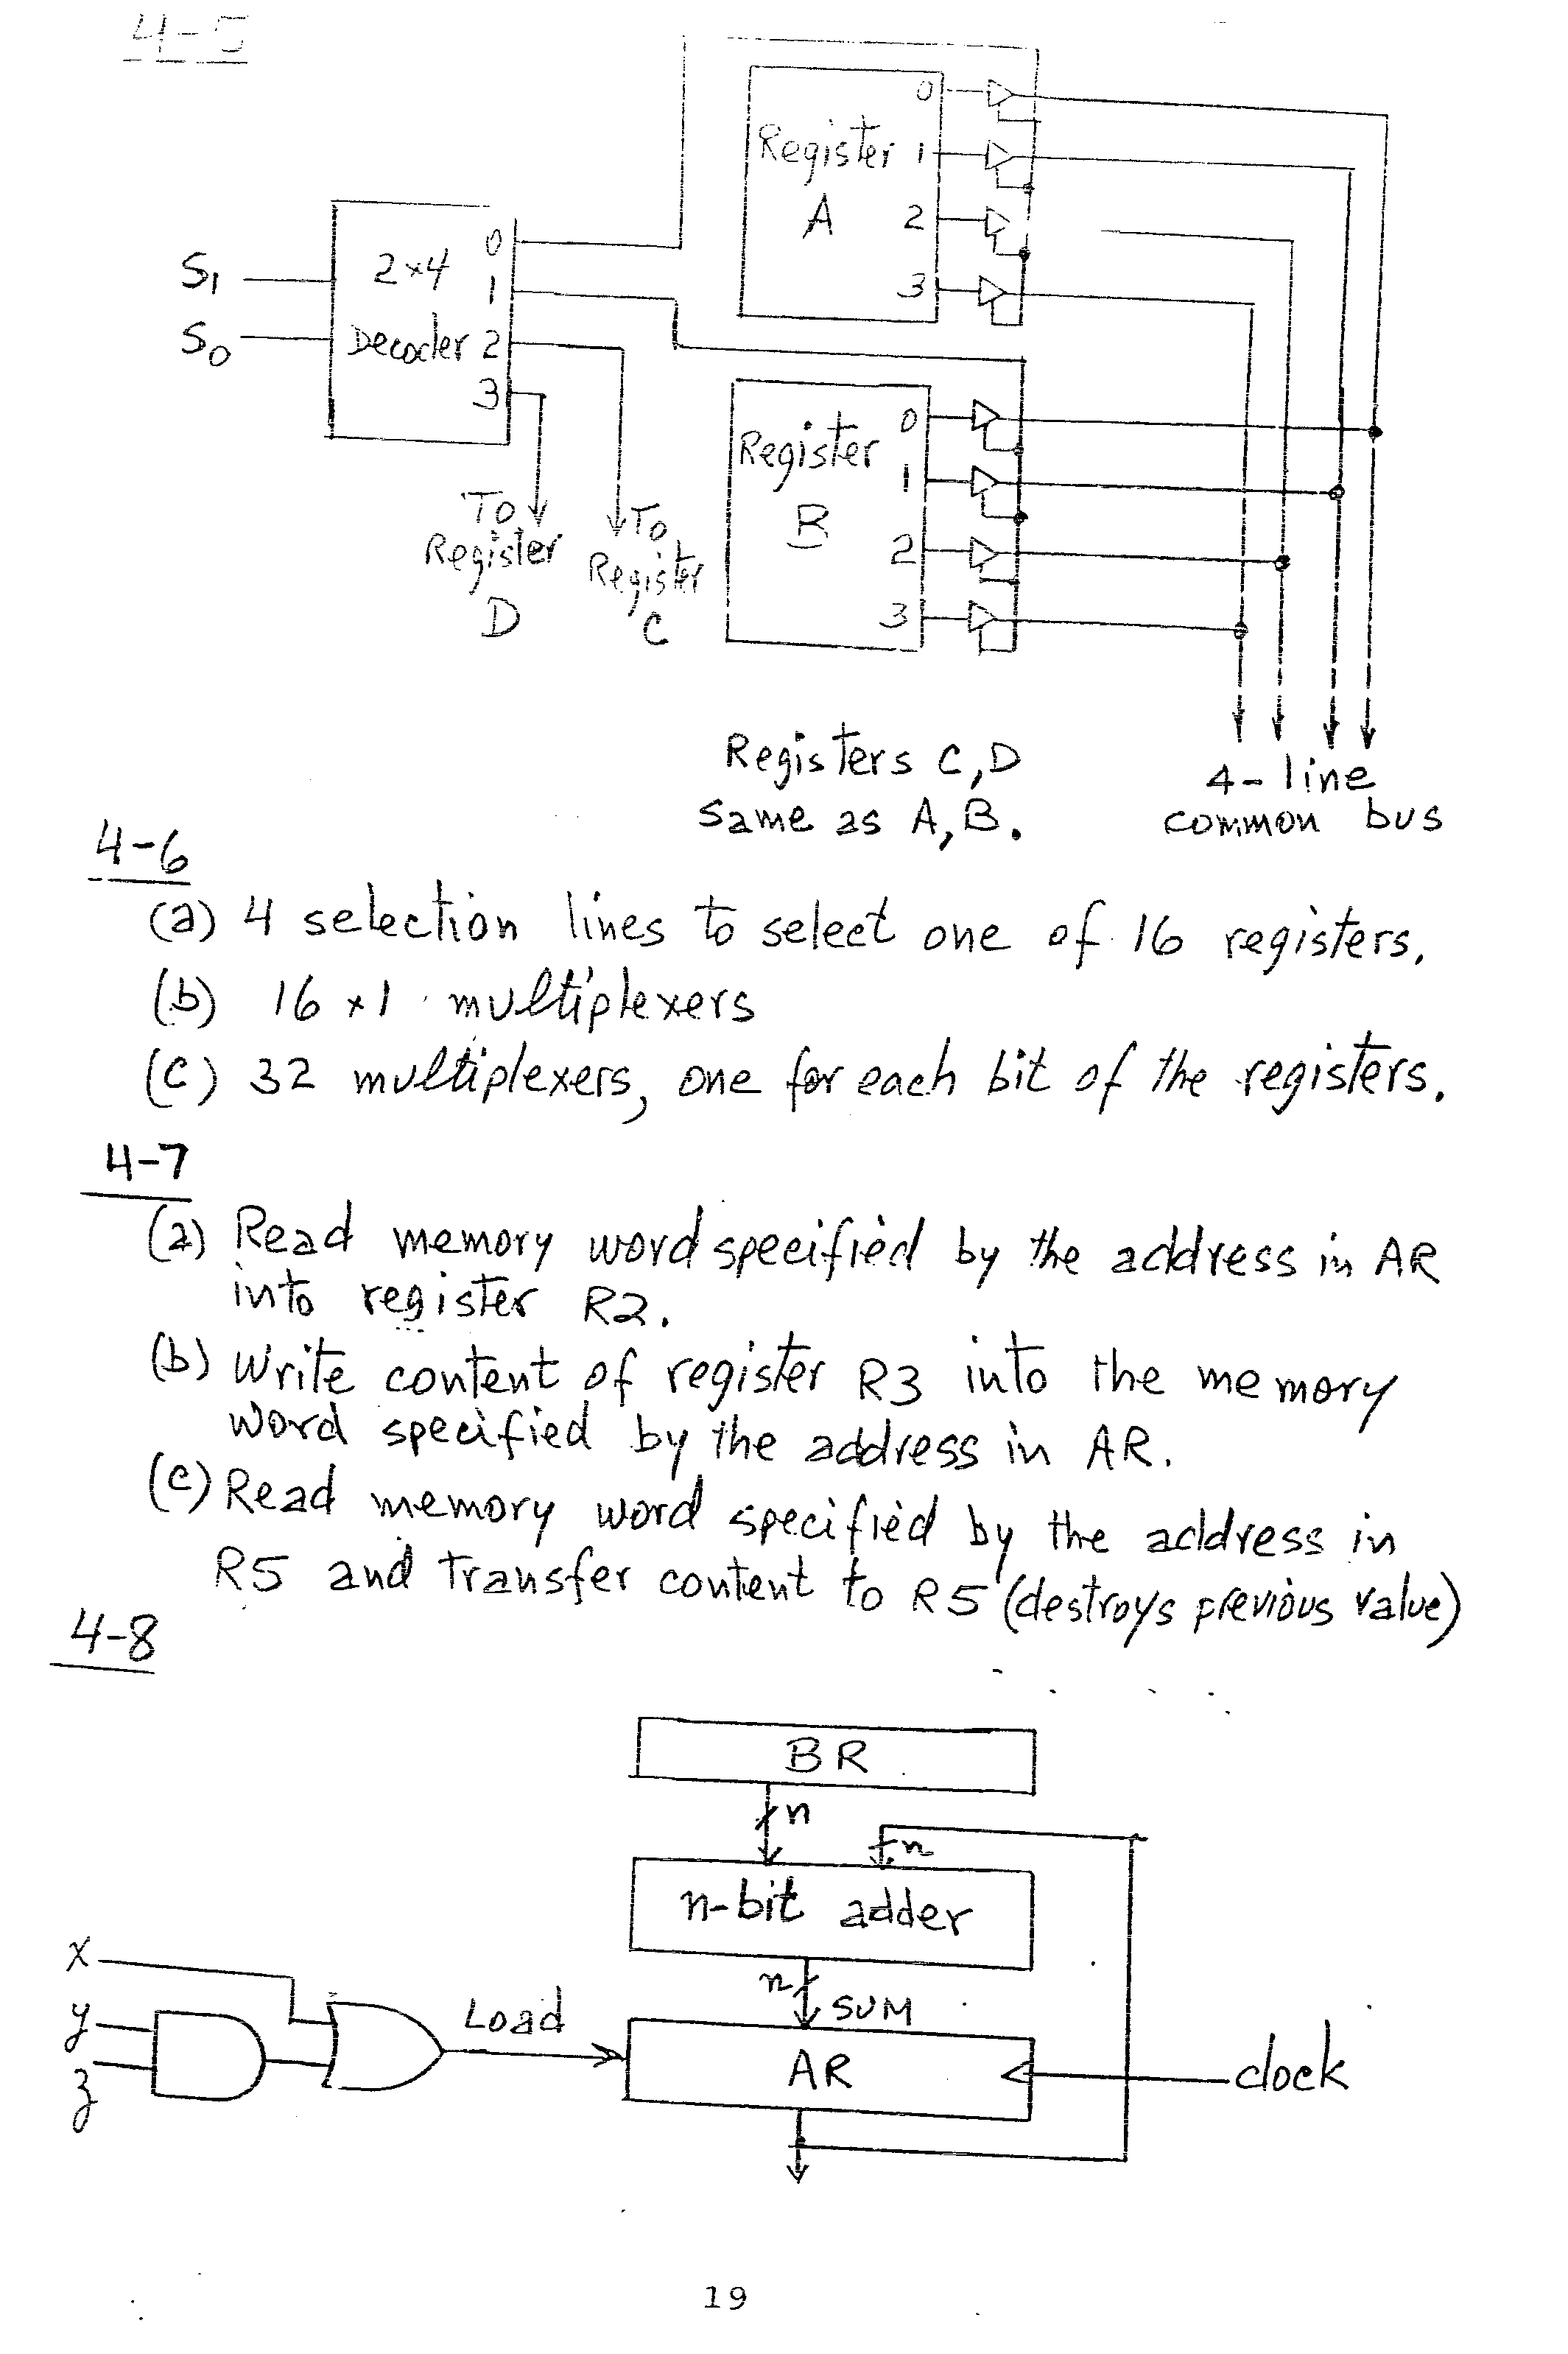 4-5
0
Register 1
A 2
3
S1
S0
2×4
Decoder
0
1
2
3
To
Register
D
To
Register
C
Register
B
0
1
2
3
Registers C, D
same as A, B.
4-line
common bus
4-6
(a) 4 selection lines to select one of 16 registers.
(b) 16 × 1 multiplexers
(c) 32 multiplexers, one for each bit of the registers.
4-7
(a) Read memory word specified by the address in AR
into register R2.
(b) Write content of register R3 into the memory
word specified by the address in AR.
(c) Read memory word specified by the address in
R5 and transfer content to R5 (destroys previous value)
4-8
BR
n
n
n-bit adder
n
SUM
x
y
z
Load
AR
clock
19